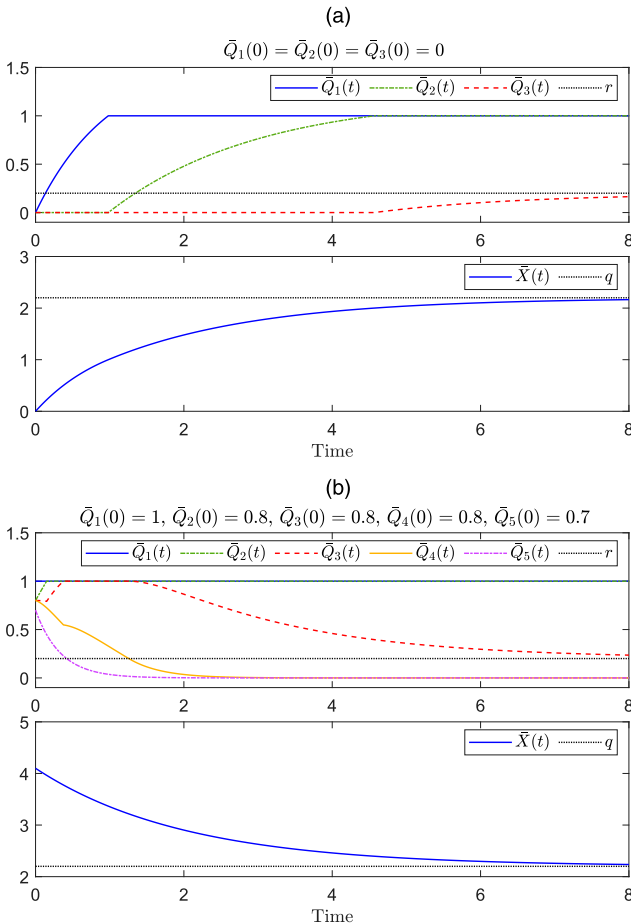 (a)
Q̄₁(0) = Q̄₂(0) = Q̄₃(0) = 0
Q̄₁(t) Q̄₂(t) Q̄₃(t) r
1.5
1
0.5
0
0 2 4 6 8
X̄(t) q
3
2
1
0
0 2 4 6 8
Time
(b)
Q̄₁(0) = 1, Q̄₂(0) = 0.8, Q̄₃(0) = 0.8, Q̄₄(0) = 0.8, Q̄₅(0) = 0.7
Q̄₁(t) Q̄₂(t) Q̄₃(t) Q̄₄(t) Q̄₅(t) r
1.5
1
0.5
0
0 2 4 6 8
X̄(t) q
5
4
3
2
0 2 4 6 8
Time